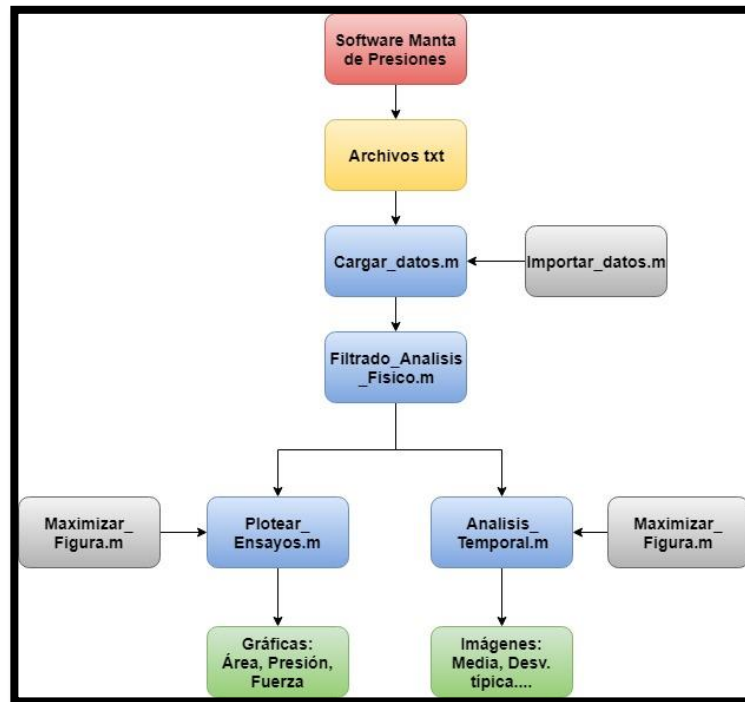 Software Manta
de Presiones
Archivos txt
Cargar_datos.m
Importar_datos.m
Filtrado_Analisis
_Fisico.m
Maximizar_
Figura.m
Plotear_
Ensayos.m
Analisis_
Temporal.m
Maximizar_
Figura.m
Gráficas:
Área, Presión,
Fuerza
Imágenes:
Media, Desv.
típica....